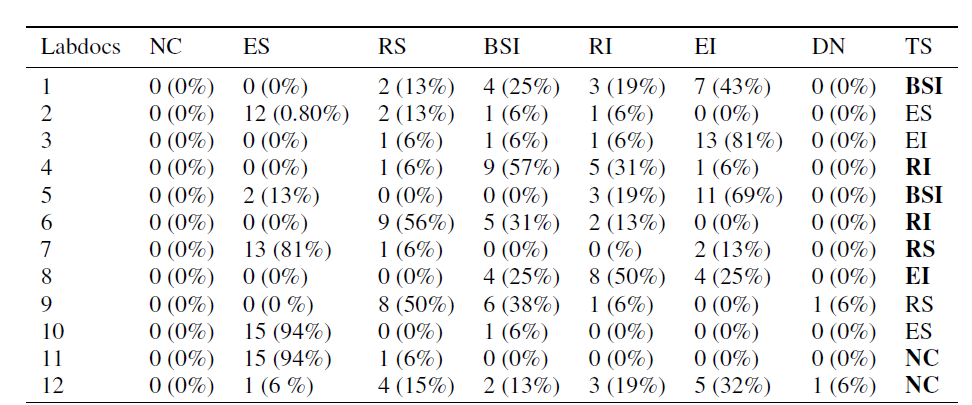 Labdocs NC ES RS BSI RI EI DN TS
1 0 (0%) 0 (0%) 2 (13%) 4 (25%) 3 (19%) 7 (43%) 0 (0%) BSI
2 0 (0%) 12 (0.80%) 2 (13%) 1 (6%) 1 (6%) 0 (0%) 0 (0%) ES
3 0 (0%) 0 (0%) 1 (6%) 1 (6%) 1 (6%) 13 (81%) 0 (0%) EI
4 0 (0%) 0 (0%) 1 (6%) 9 (57%) 5 (31%) 1 (6%) 0 (0%) RI
5 0 (0%) 2 (13%) 0 (0%) 0 (0%) 3 (19%) 11 (69%) 0 (0%) BSI
6 0 (0%) 0 (0%) 9 (56%) 5 (31%) 2 (13%) 0 (0%) 0 (0%) RI
7 0 (0%) 13 (81%) 1 (6%) 0 (0%) 0 (%) 2 (13%) 0 (0%) RS
8 0 (0%) 0 (0%) 0 (0%) 4 (25%) 8 (50%) 4 (25%) 0 (0%) EI
9 0 (0%) 0 (0 %) 8 (50%) 6 (38%) 1 (6%) 0 (0%) 1 (6%) RS
10 0 (0%) 15 (94%) 0 (0%) 1 (6%) 0 (0%) 0 (0%) 0 (0%) ES
11 0 (0%) 15 (94%) 1 (6%) 0 (0%) 0 (0%) 0 (0%) 0 (0%) NC
12 0 (0%) 1 (6 %) 4 (15%) 2 (13%) 3 (19%) 5 (32%) 1 (6%) NC